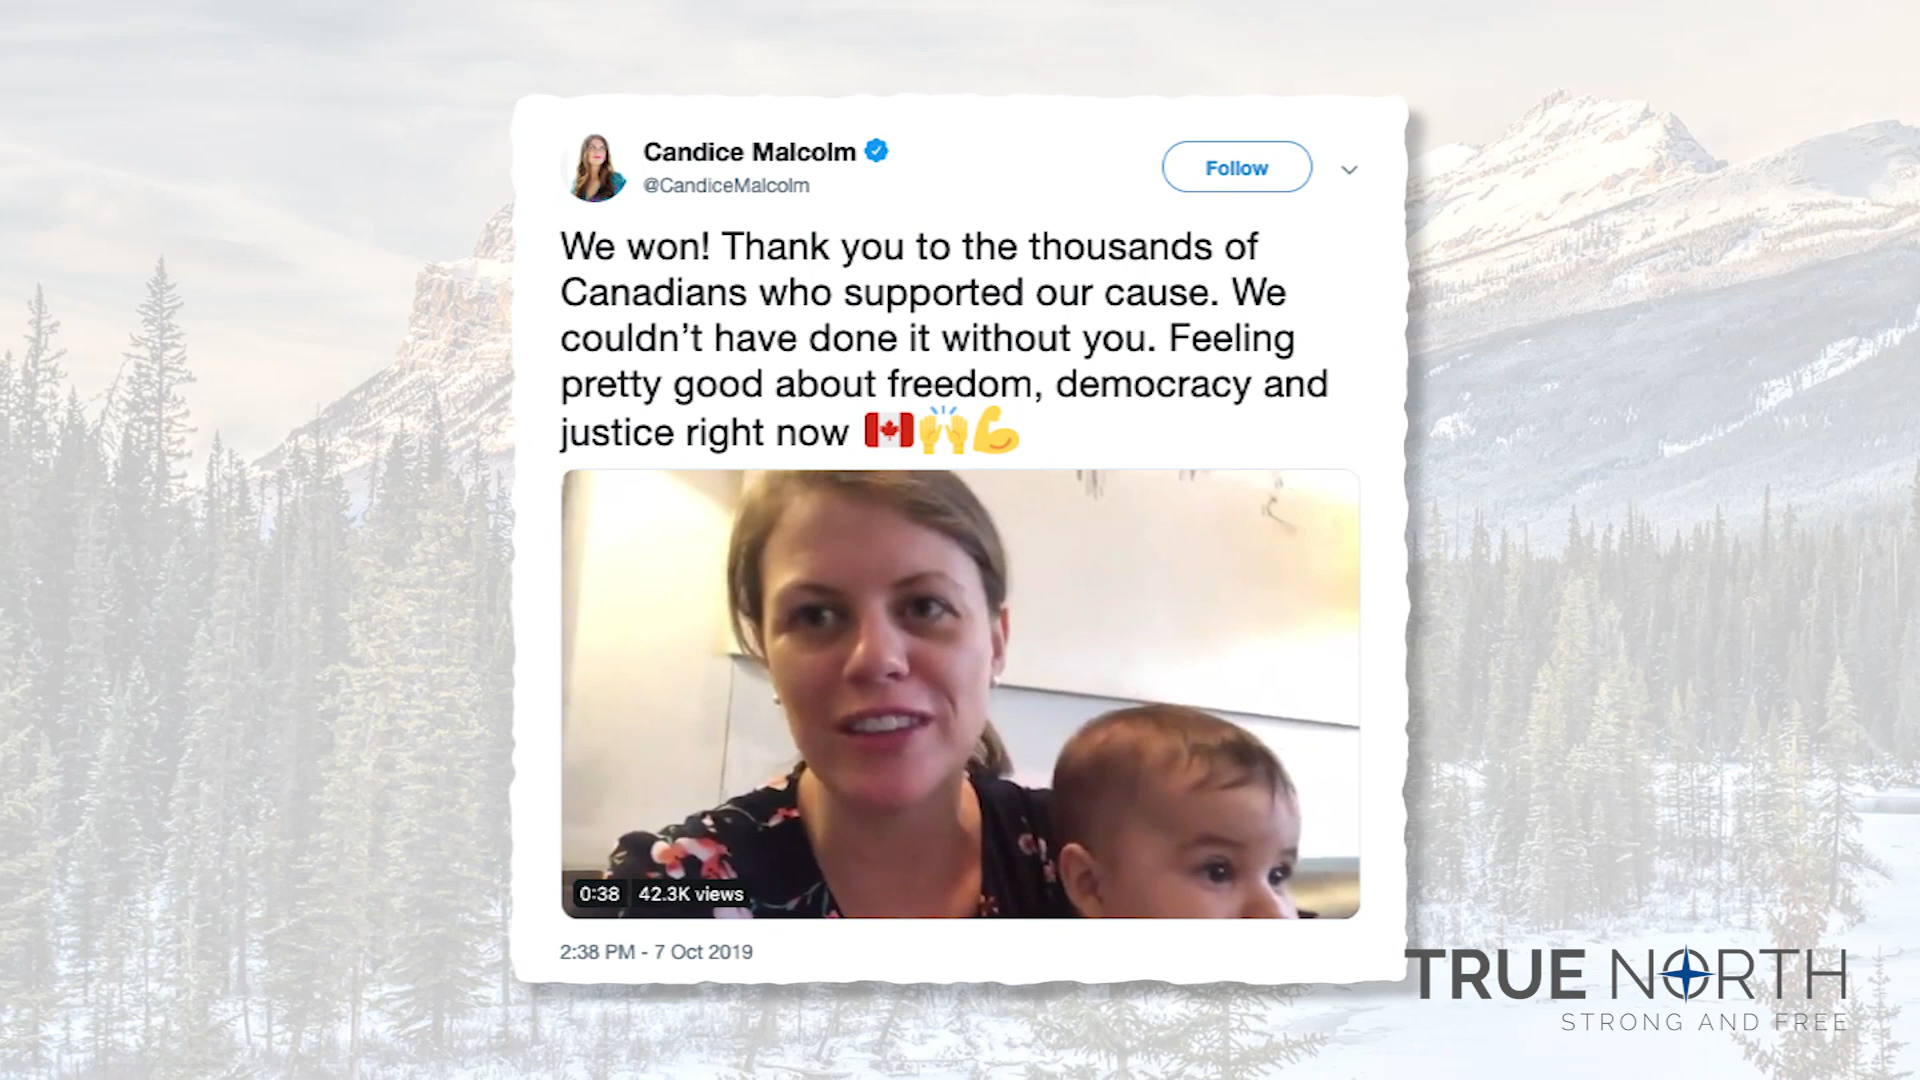 Candice Malcolm
@CandiceMalcolm
Follow
We won! Thank you to the thousands of
Canadians who supported our cause. We
couldn’t have done it without you. Feeling
pretty good about freedom, democracy and
justice right now 🇨🇦🙌💪
0:38 42.3K views
2:38 PM - 7 Oct 2019
TRUE NORTH
STRONG AND FREE